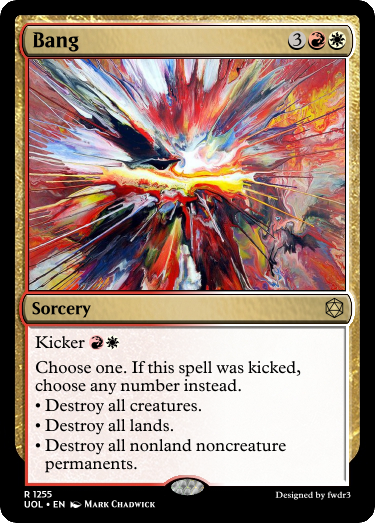 Bang 3
Sorcery
Kicker
Choose one. If this spell was kicked,
choose any number instead.
• Destroy all creatures.
• Destroy all lands.
• Destroy all nonland noncreature
permanents.
R 1255
UOL • EN Mark Chadwick
Designed by fwdr3